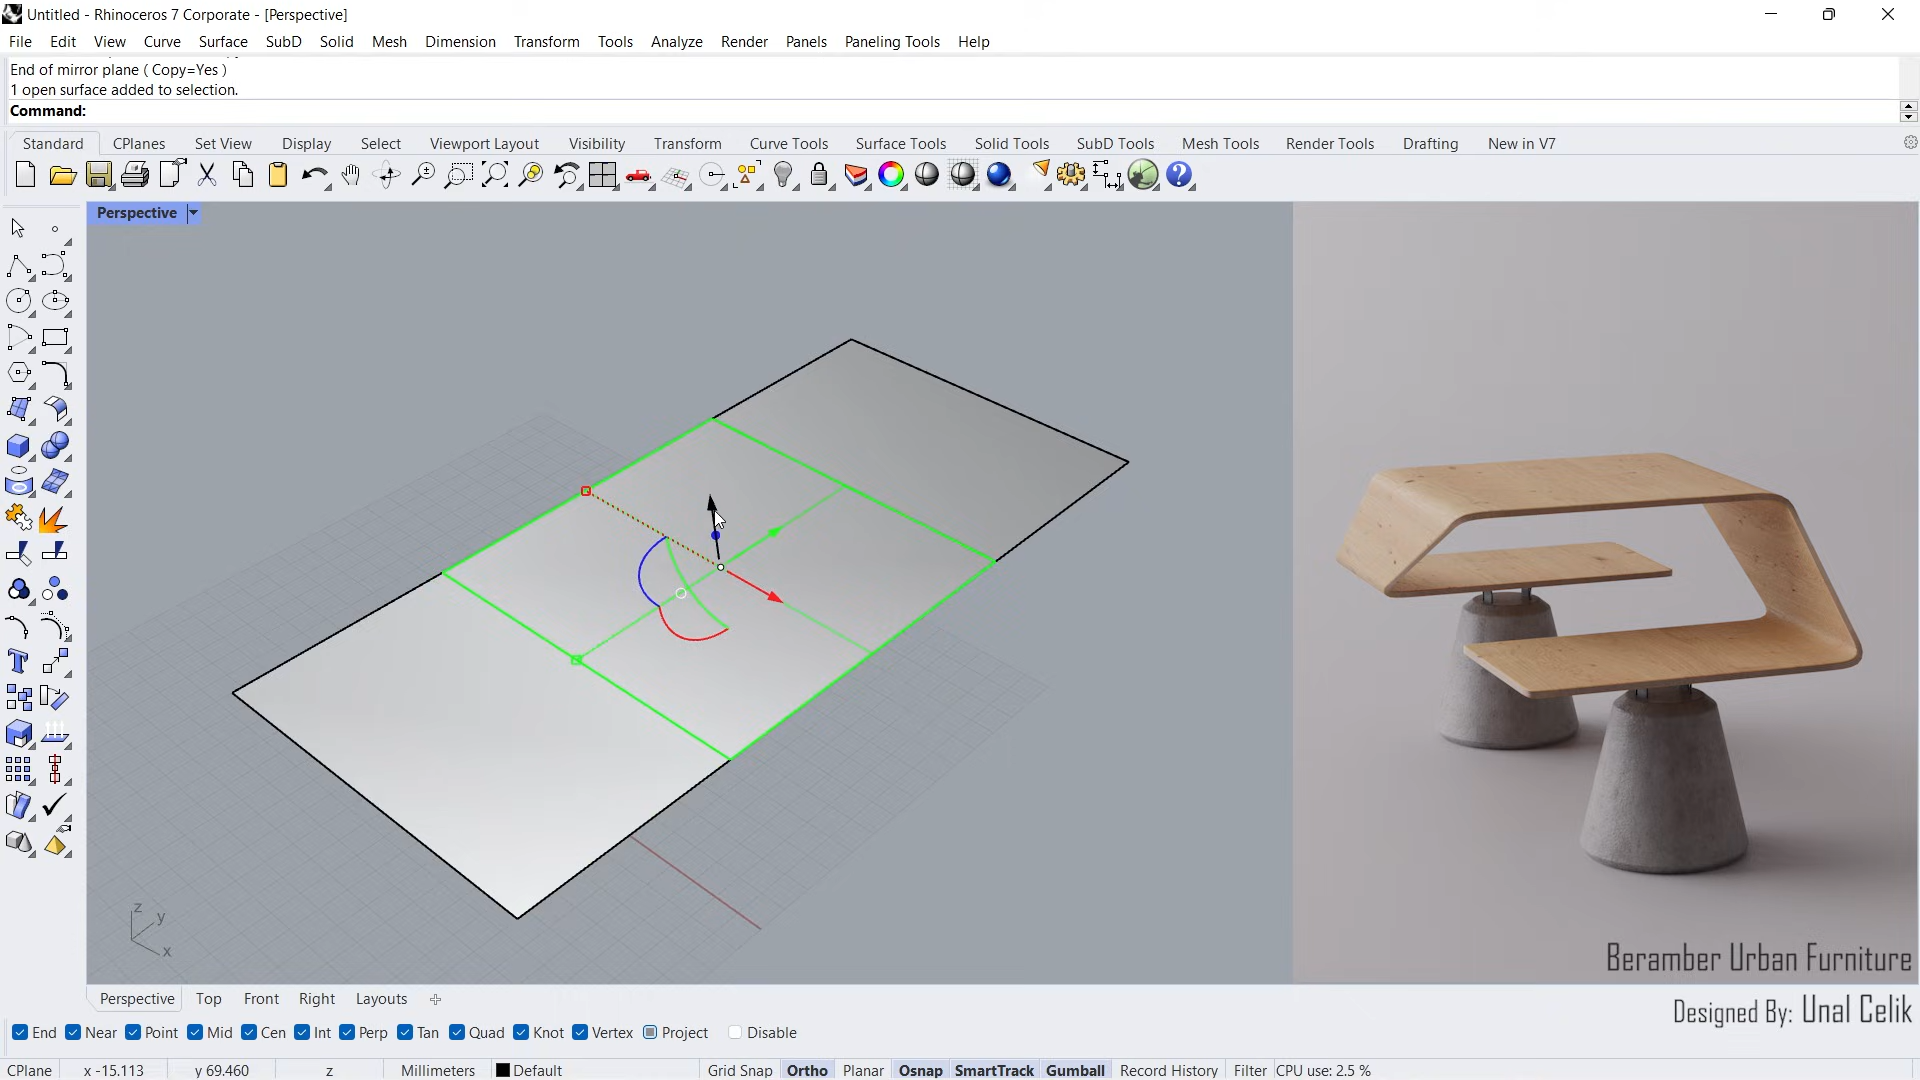 Untitled - Rhinoceros 7 Corporate - [Perspective]
File Edit View Curve Surface SubD Solid Mesh Dimension Transform Tools Analyze Render Panels Paneling Tools Help
End of mirror plane ( Copy=Yes )
1 open surface added to selection.
Command:
Standard CPlanes Set View Display Select Viewport Layout Visibility Transform Curve Tools Surface Tools Solid Tools SubD Tools Mesh Tools Render Tools Drafting New in V7
Perspective
z
y
x
Beramber Urban Furniture
Perspective Top Front Right Layouts
Designed By: Unal Celik
End Near Point Mid Cen Int Perp Tan Quad Knot Vertex Project Disable
CPlane x -15.113 y 69.460 z Millimeters Default Grid Snap Ortho Planar Osnap SmartTrack Gumball Record History Filter CPU use: 2.5 %